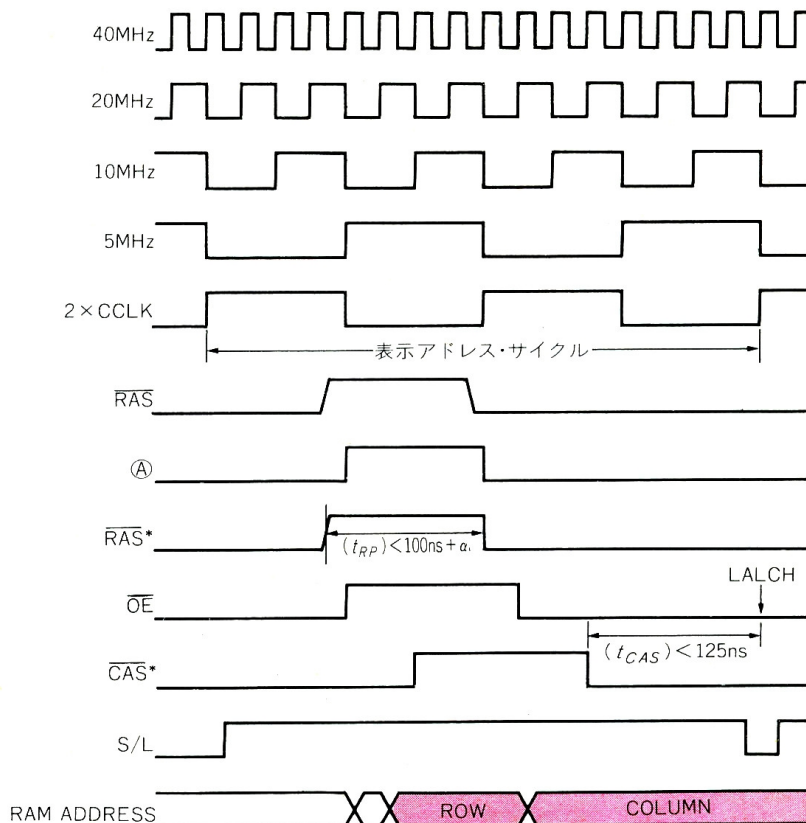 40MHz
20MHz
10MHz
5MHz
2×CCLK
表示アドレス・サイクル
RAS
Ⓐ
RAS*
(tRP)<100ns+α
LALCH
OE
(tCAS)<125ns
CAS*
S/L
RAM ADDRESS
ROW
COLUMN